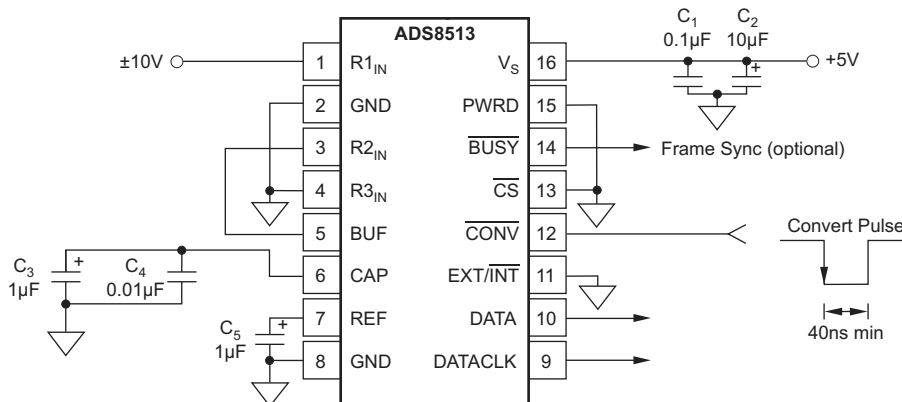 ADS8513
±10V
1 R1IN
2 GND
3 R2IN
4 R3IN
5 BUF
6 CAP
7 REF
8 GND
VS 16
PWRD 15
BUSY 14
CS 13
CONV 12
EXT/INT 11
DATA 10
DATACLK 9
C1
0.1µF
C2
10µF
+
+5V
Frame Sync (optional)
Convert Pulse
40ns min
C3
1µF
+
C4
0.01µF
C5
1µF
+